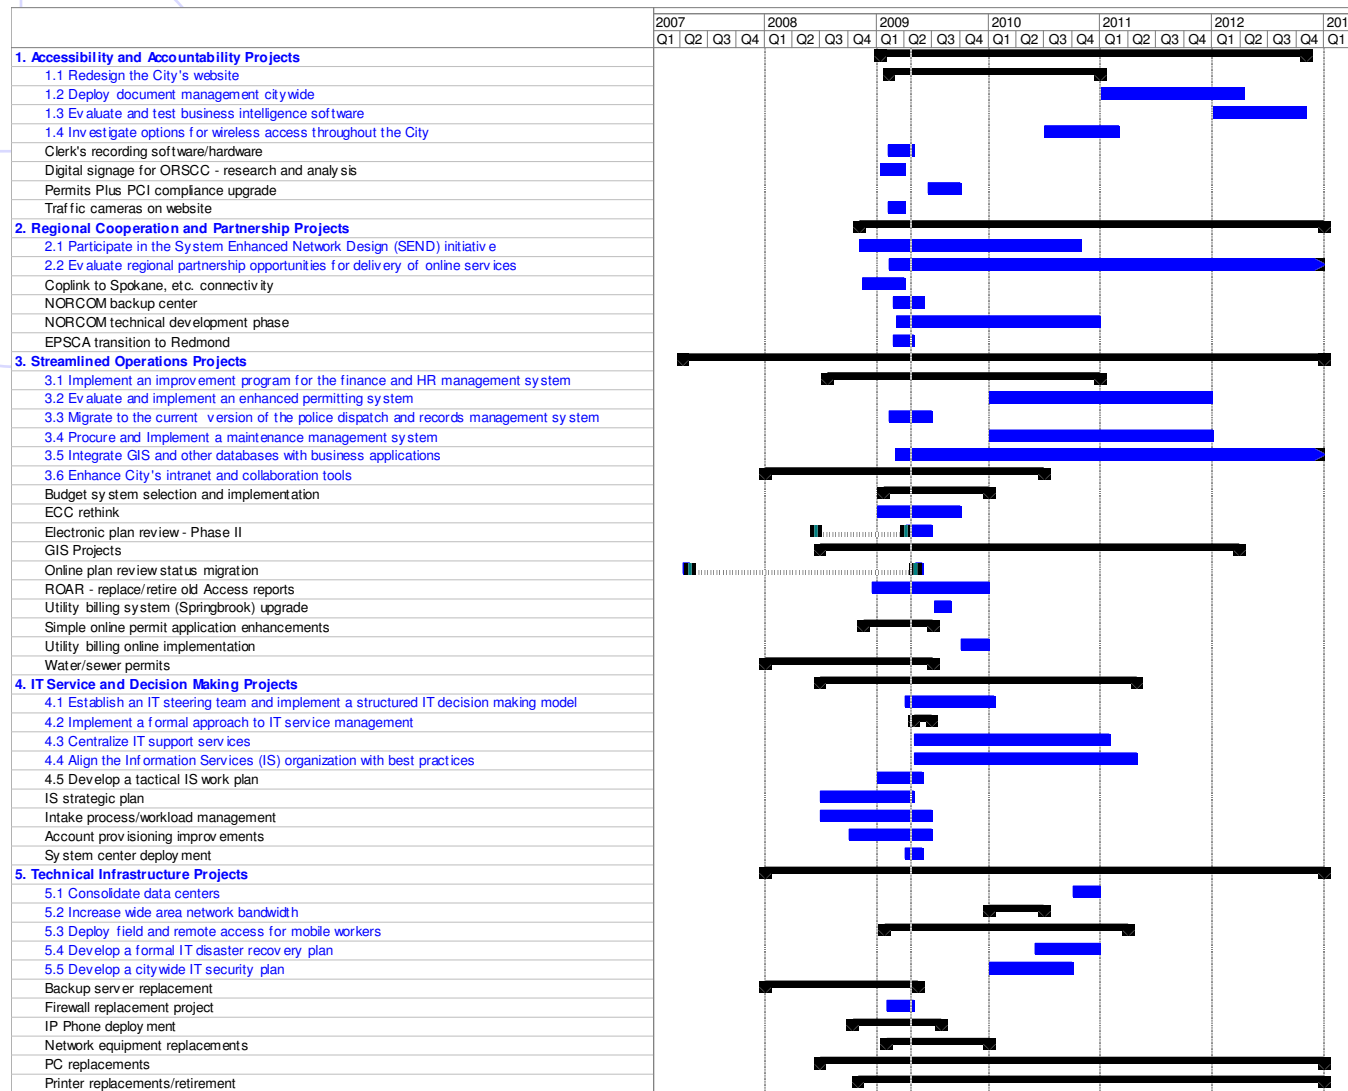 2007 2008 2009 2010 2011 2012 201
Q1 Q2 Q3 Q4 Q1 Q2 Q3 Q4 Q1 Q2 Q3 Q4 Q1 Q2 Q3 Q4 Q1 Q2 Q3 Q4 Q1 Q2 Q3 Q4 Q1
1. Accessibility and Accountability Projects
1.1 Redesign the City's website
1.2 Deploy document management citywide
1.3 Evaluate and test business intelligence software
1.4 Investigate options for wireless access throughout the City
Clerk's recording software/hardware
Digital signage for ORSCC - research and analysis
Permits Plus PCI compliance upgrade
Traffic cameras on website
2. Regional Cooperation and Partnership Projects
2.1 Participate in the System Enhanced Network Design (SEND) initiative
2.2 Evaluate regional partnership opportunities for delivery of online services
Coplink to Spokane, etc. connectivity
NORCOM backup center
NORCOM technical development phase
EPSCA transition to Redmond
3. Streamlined Operations Projects
3.1 Implement an improvement program for the finance and HR management system
3.2 Evaluate and implement an enhanced permitting system
3.3 Migrate to the current version of the police dispatch and records management system
3.4 Procure and Implement a maintenance management system
3.5 Integrate GIS and other databases with business applications
3.6 Enhance City's intranet and collaboration tools
Budget system selection and implementation
ECC rethink
Electronic plan review - Phase II
GIS Projects
Online plan review status migration
ROAR - replace/retire old Access reports
Utility billing system (Springbrook) upgrade
Simple online permit application enhancements
Utility billing online implementation
Water/sewer permits
4. IT Service and Decision Making Projects
4.1 Establish an IT steering team and implement a structured IT decision making model
4.2 Implement a formal approach to IT service management
4.3 Centralize IT support services
4.4 Align the Information Services (IS) organization with best practices
4.5 Develop a tactical IS work plan
IS strategic plan
Intake process/workload management
Account provisioning improvements
System center deployment
5. Technical Infrastructure Projects
5.1 Consolidate data centers
5.2 Increase wide area network bandwidth
5.3 Deploy field and remote access for mobile workers
5.4 Develop a formal IT disaster recovery plan
5.5 Develop a citywide IT security plan
Backup server replacement
Firewall replacement project
IP Phone deployment
Network equipment replacements
PC replacements
Printer replacements/retirement